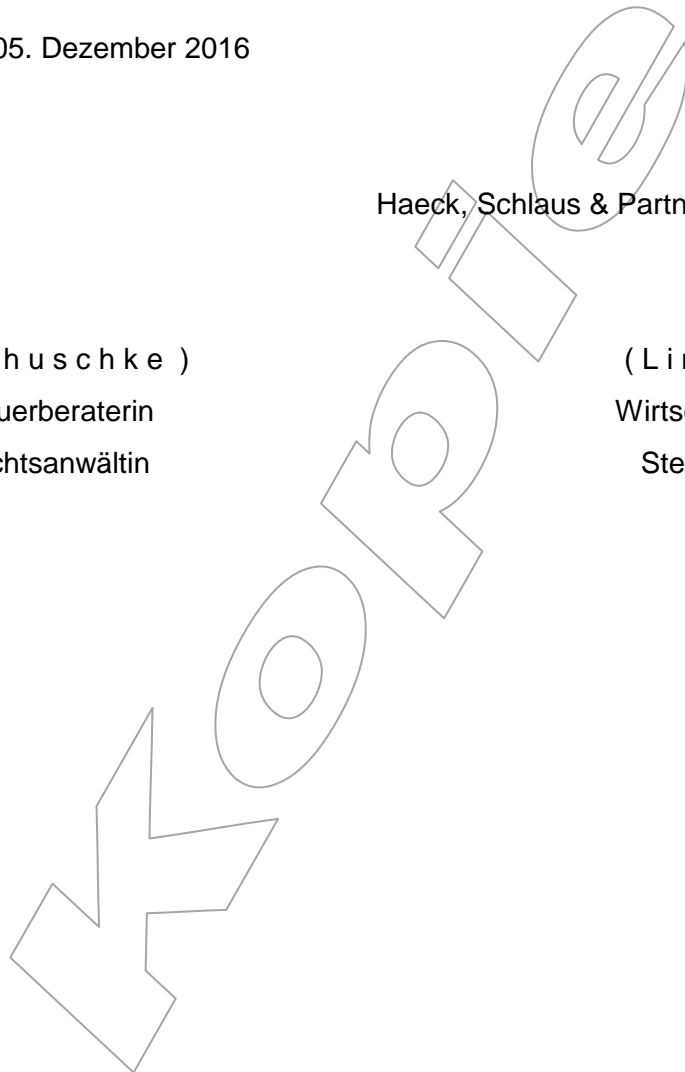 05. Dezember 2016
Haeck, Schlaus & Partn
h u s c h k e )
( L i
uerberaterin
Wirts
chtsanwältin
Ste
Kopie